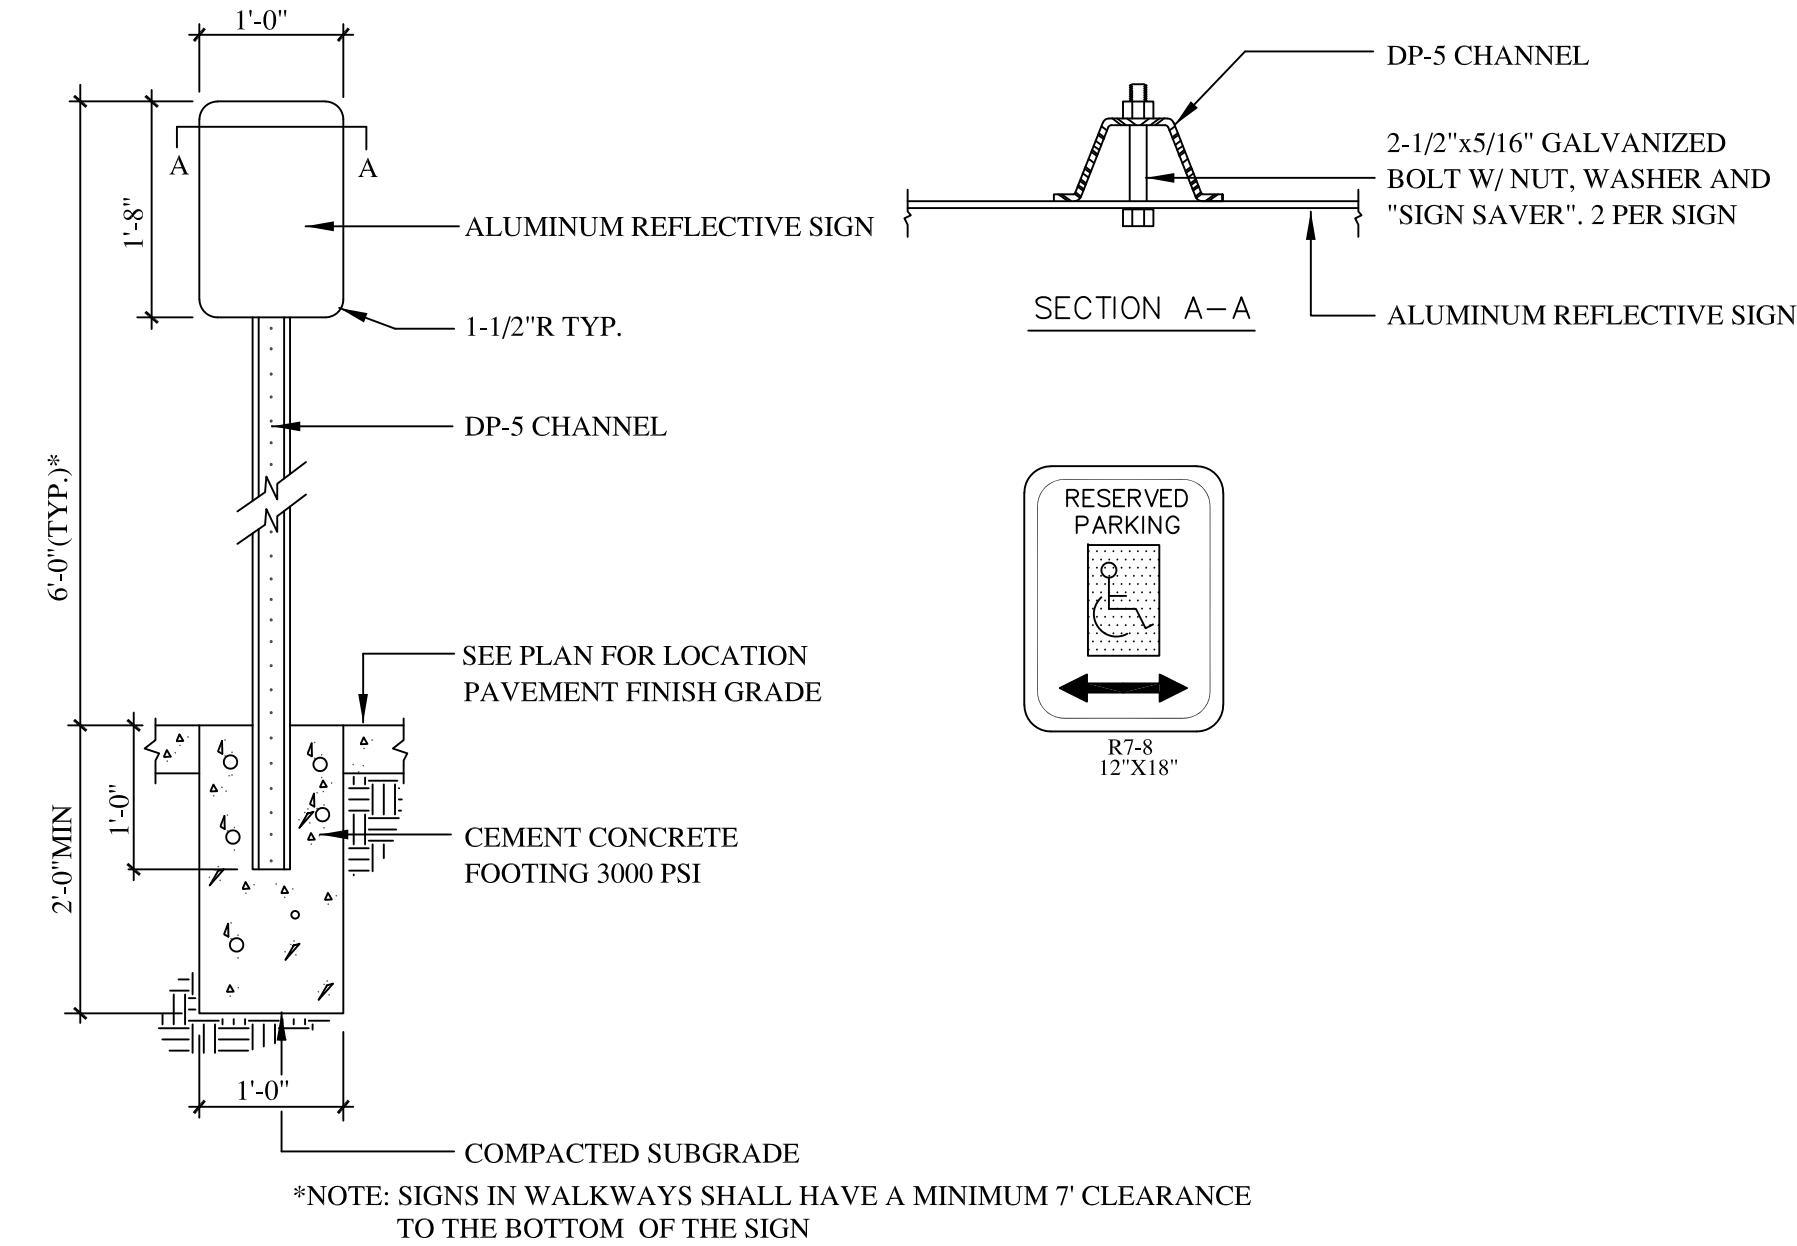 1'-0"
A
A
1'-8"
ALUMINUM REFLECTIVE SIGN
1-1/2"R TYP.
DP-5 CHANNEL
6'-0"(TYP.)*
SEE PLAN FOR LOCATION
PAVEMENT FINISH GRADE
1'-0"
2'-0"MIN
CEMENT CONCRETE
FOOTING 3000 PSI
1'-0"
COMPACTED SUBGRADE
*NOTE: SIGNS IN WALKWAYS SHALL HAVE A MINIMUM 7' CLEARANCE
TO THE BOTTOM OF THE SIGN
DP-5 CHANNEL
2-1/2"x5/16" GALVANIZED
BOLT W/ NUT, WASHER AND
"SIGN SAVER". 2 PER SIGN
SECTION A-A
ALUMINUM REFLECTIVE SIGN
RESERVED
PARKING
R7-8
12"X18"